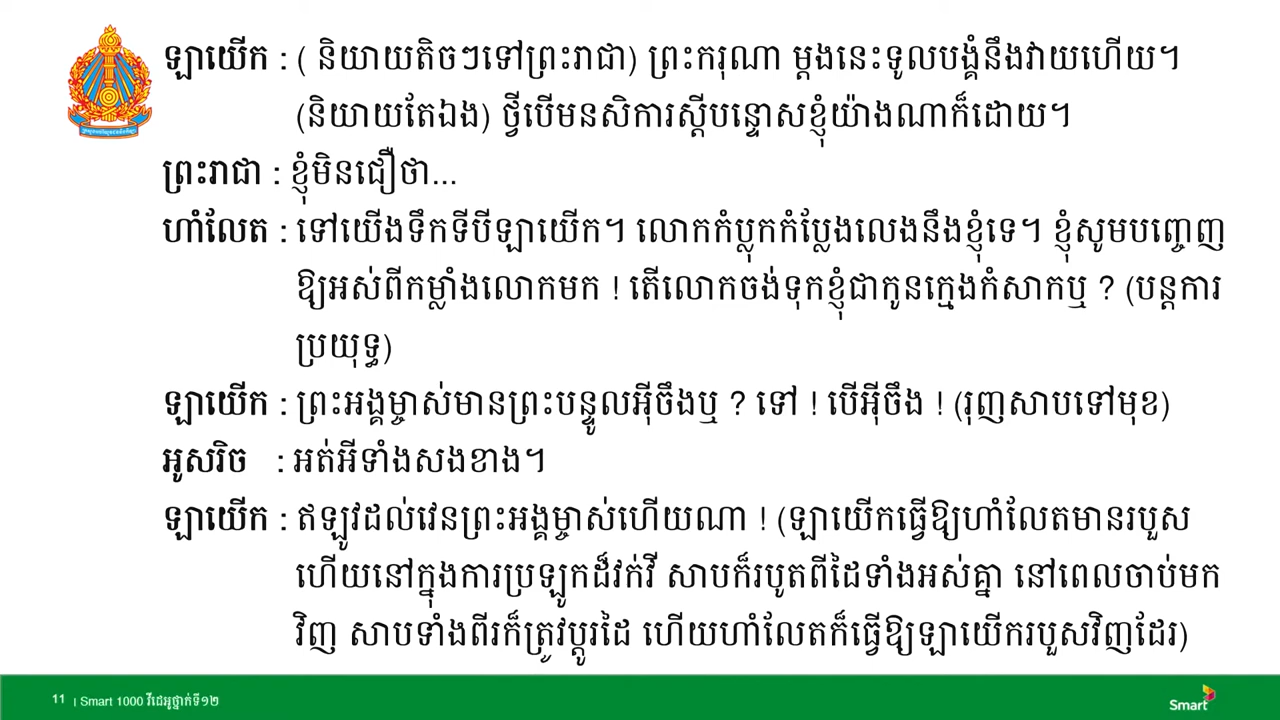 ឡាយើក : ( និយាយតិចៗទៅព្រះរាជា) ព្រះករុណា ម្ដងនេះទូលបង្គំនឹងវាយហើយ។
(និយាយតែឯង) ថ្វីបើមនសិការស្ដីបន្ទោសខ្ញុំយ៉ាងណាក៏ដោយ។
ព្រះរាជា : ខ្ញុំមិនជឿថា...
ហាំលែត : ទៅយើងទឹកទីបីឡាយើក។ លោកកំប្លុកកំប្លែងលេងនឹងខ្ញុំទេ។ ខ្ញុំសូមបញ្ចេញ
ឱ្យអស់ពីកម្លាំងលោកមក ! តើលោកចង់ទុកខ្ញុំជាកូនក្មេងកំសាកឬ ? (បន្តការ
ប្រយុទ្ធ)
ឡាយើក : ព្រះអង្គម្ចាស់មានព្រះបន្ទូលអ៊ីចឹងឬ ? ទៅ ! បើអ៊ីចឹង ! (រុញសាបទៅមុខ)
អូសរិច : អត់អីទាំងសងខាង។
ឡាយើក : ឥឡូវដល់វេនព្រះអង្គម្ចាស់ហើយណា ! (ឡាយើកធ្វើឱ្យហាំលែតមានរបួស
ហើយនៅក្នុងការប្រឡូកដ៏វក់វី សាបក៏របូតពីដៃទាំងអស់គ្នា នៅពេលចាប់មក
វិញ សាបទាំងពីរក៏ត្រូវប្ដូរដៃ ហើយហាំលែតក៏ធ្វើឱ្យឡាយើករបួសវិញដែរ)
11 | Smart 1000 វីដេអូថ្នាក់ទី១២
Smart